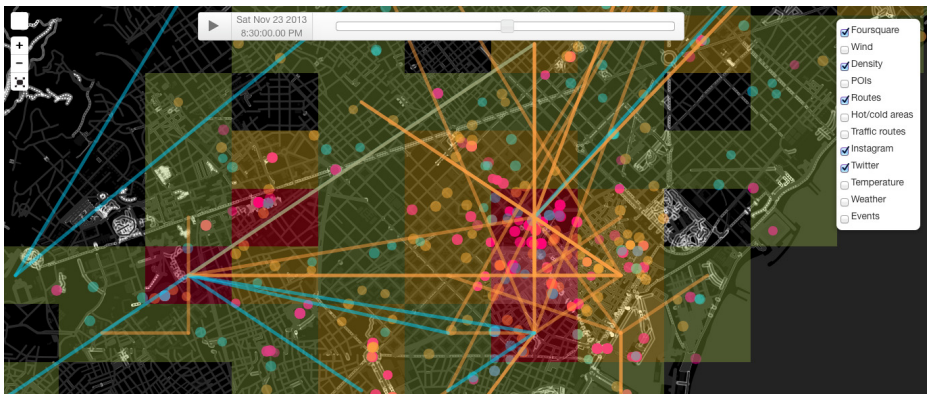 Sat Nov 23 2013
8:30:00.00 PM
+
−
Foursquare
Wind
Density
POIs
Routes
Hot/cold areas
Traffic routes
Instagram
Twitter
Temperature
Weather
Events